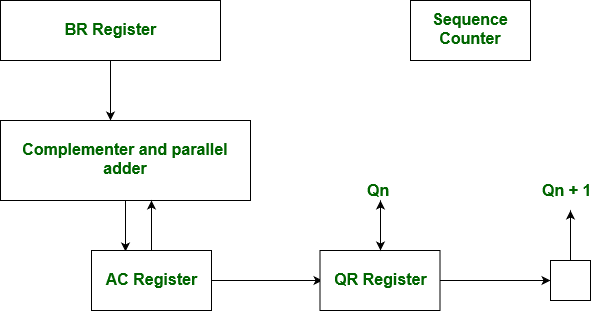 BR Register
Sequence
Counter
Complementer and parallel
adder
Qn
Qn + 1
AC Register
QR Register